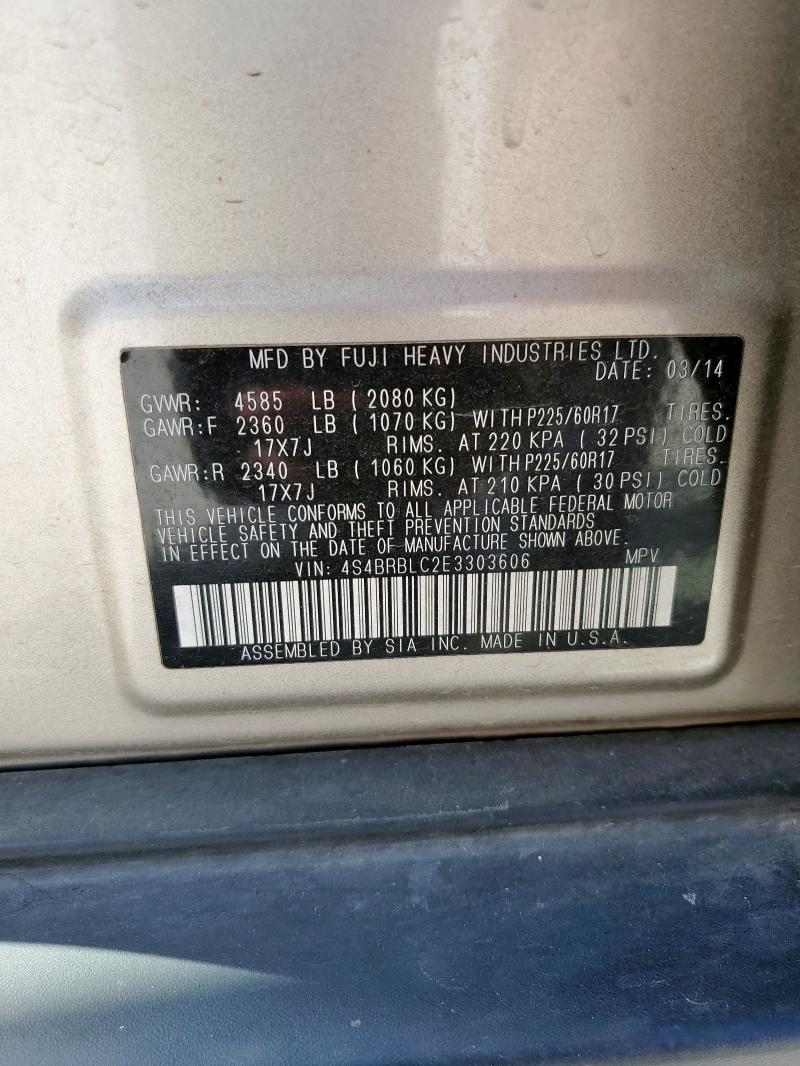 MFD BY FUJI HEAVY INDUSTRIES LTD.
DATE: 03/14
GVWR: 4585 LB ( 2080 KG)
GAWR:F 2360 LB ( 1070 KG) WITH P225/60R17 TIRES.
17X7J RIMS. AT 220 KPA ( 32 PSI) COLD
GAWR:R 2340 LB ( 1060 KG) WITH P225/60R17 TIRES.
17X7J RIMS. AT 210 KPA ( 30 PSI) COLD
THIS VEHICLE CONFORMS TO ALL APPLICABLE FEDERAL MOTOR
VEHICLE SAFETY AND THEFT PREVENTION STANDARDS
IN EFFECT ON THE DATE OF MANUFACTURE SHOWN ABOVE.
VIN: 4S4BRBLC2E3303606 MPV
ASSEMBLED BY SIA INC. MADE IN U.S.A.